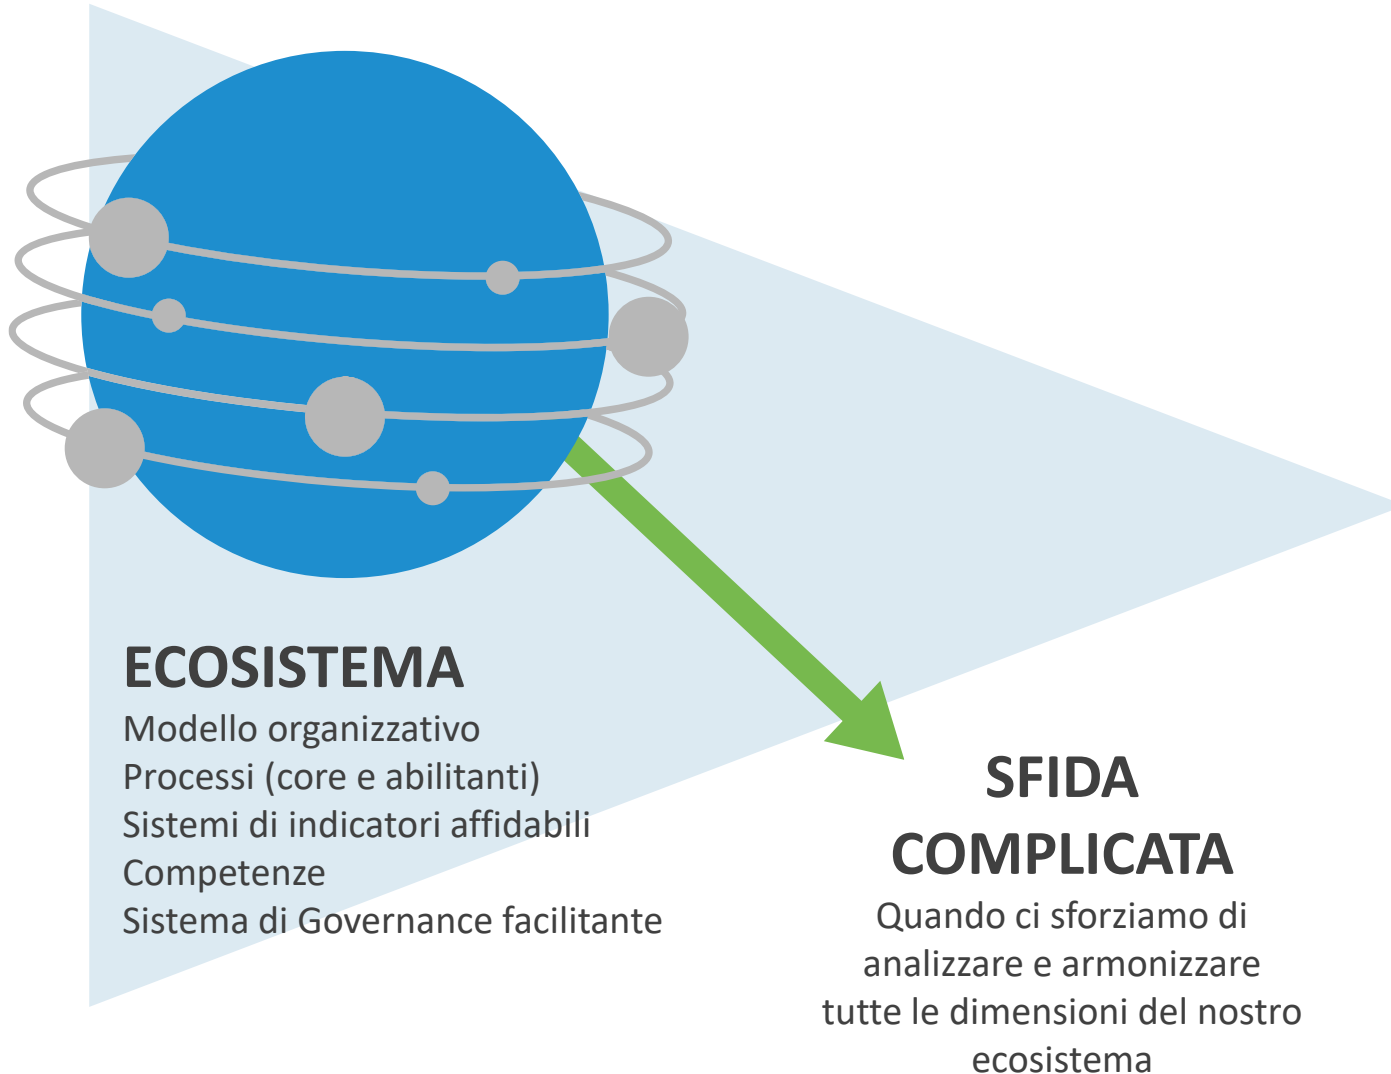 ECOSISTEMA
Modello organizzativo
Processi (core e abilitanti)
Sistemi di indicatori affidabili
Competenze
Sistema di Governance facilitante
SFIDA
COMPLICATA
Quando ci sforziamo di
analizzare e armonizzare
tutte le dimensioni del nostro
ecosistema